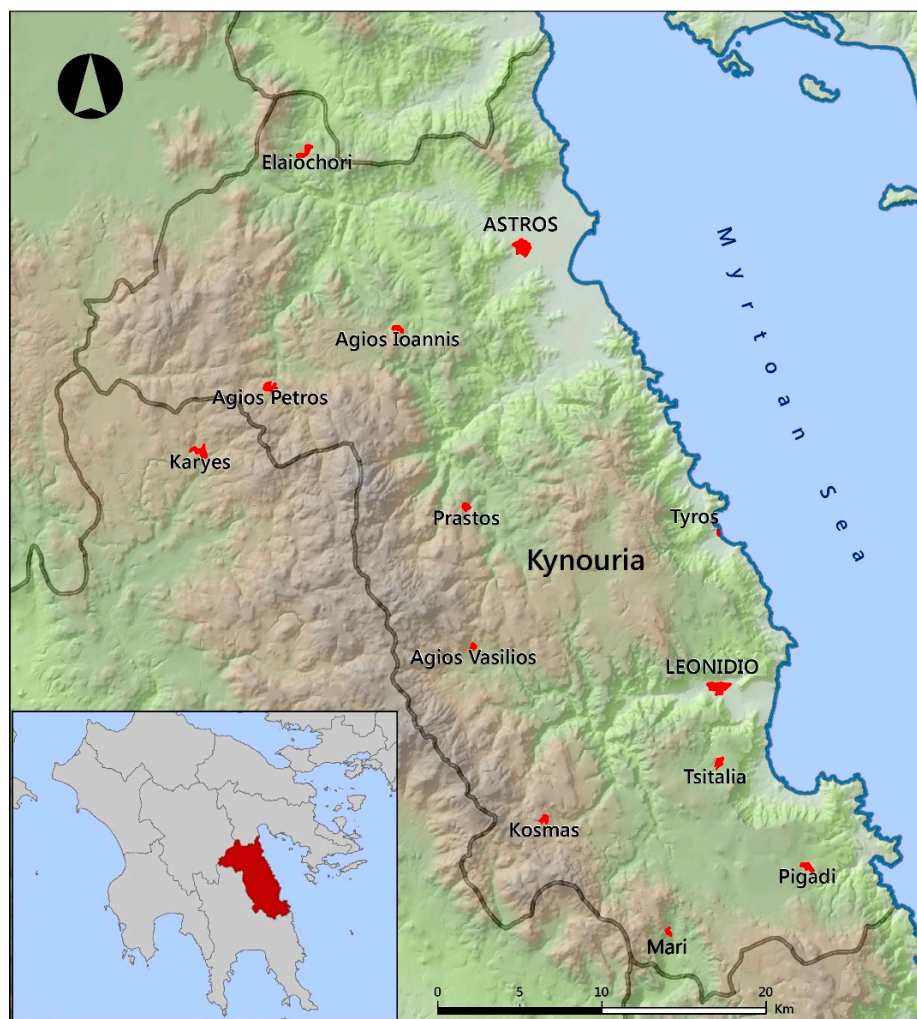 Elaiochori
ASTROS
Myrtoan Sea
Agios Ioannis
Agios Petros
Karyes
Prastos
Tyros
Kynouria
Agios Vasilios
LEONIDIO
Tsitalia
Kosmas
Pigadi
Mari
0 5 10 20
Km